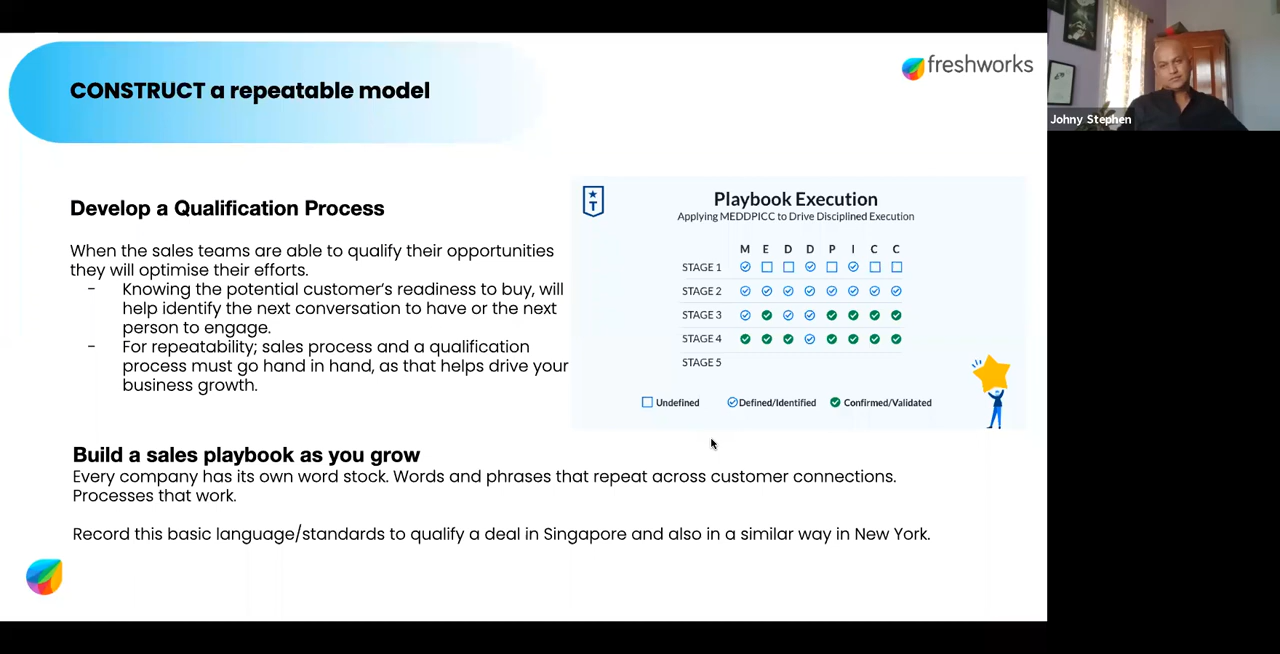 CONSTRUCT a repeatable model
freshworks
Johny Stephen
Develop a Qualification Process
When the sales teams are able to qualify their opportunities
they will optimise their efforts.
- Knowing the potential customer's readiness to buy, will
help identify the next conversation to have or the next
person to engage.
- For repeatability; sales process and a qualification
process must go hand in hand, as that helps drive your
business growth.
T
Playbook Execution
Applying MEDDPICC to Drive Disciplined Execution
M E D D P I C C
STAGE 1
STAGE 2
STAGE 3
STAGE 4
STAGE 5
Undefined Defined/Identified Confirmed/Validated
Build a sales playbook as you grow
Every company has its own word stock. Words and phrases that repeat across customer connections.
Processes that work.
Record this basic language/standards to qualify a deal in Singapore and also in a similar way in New York.